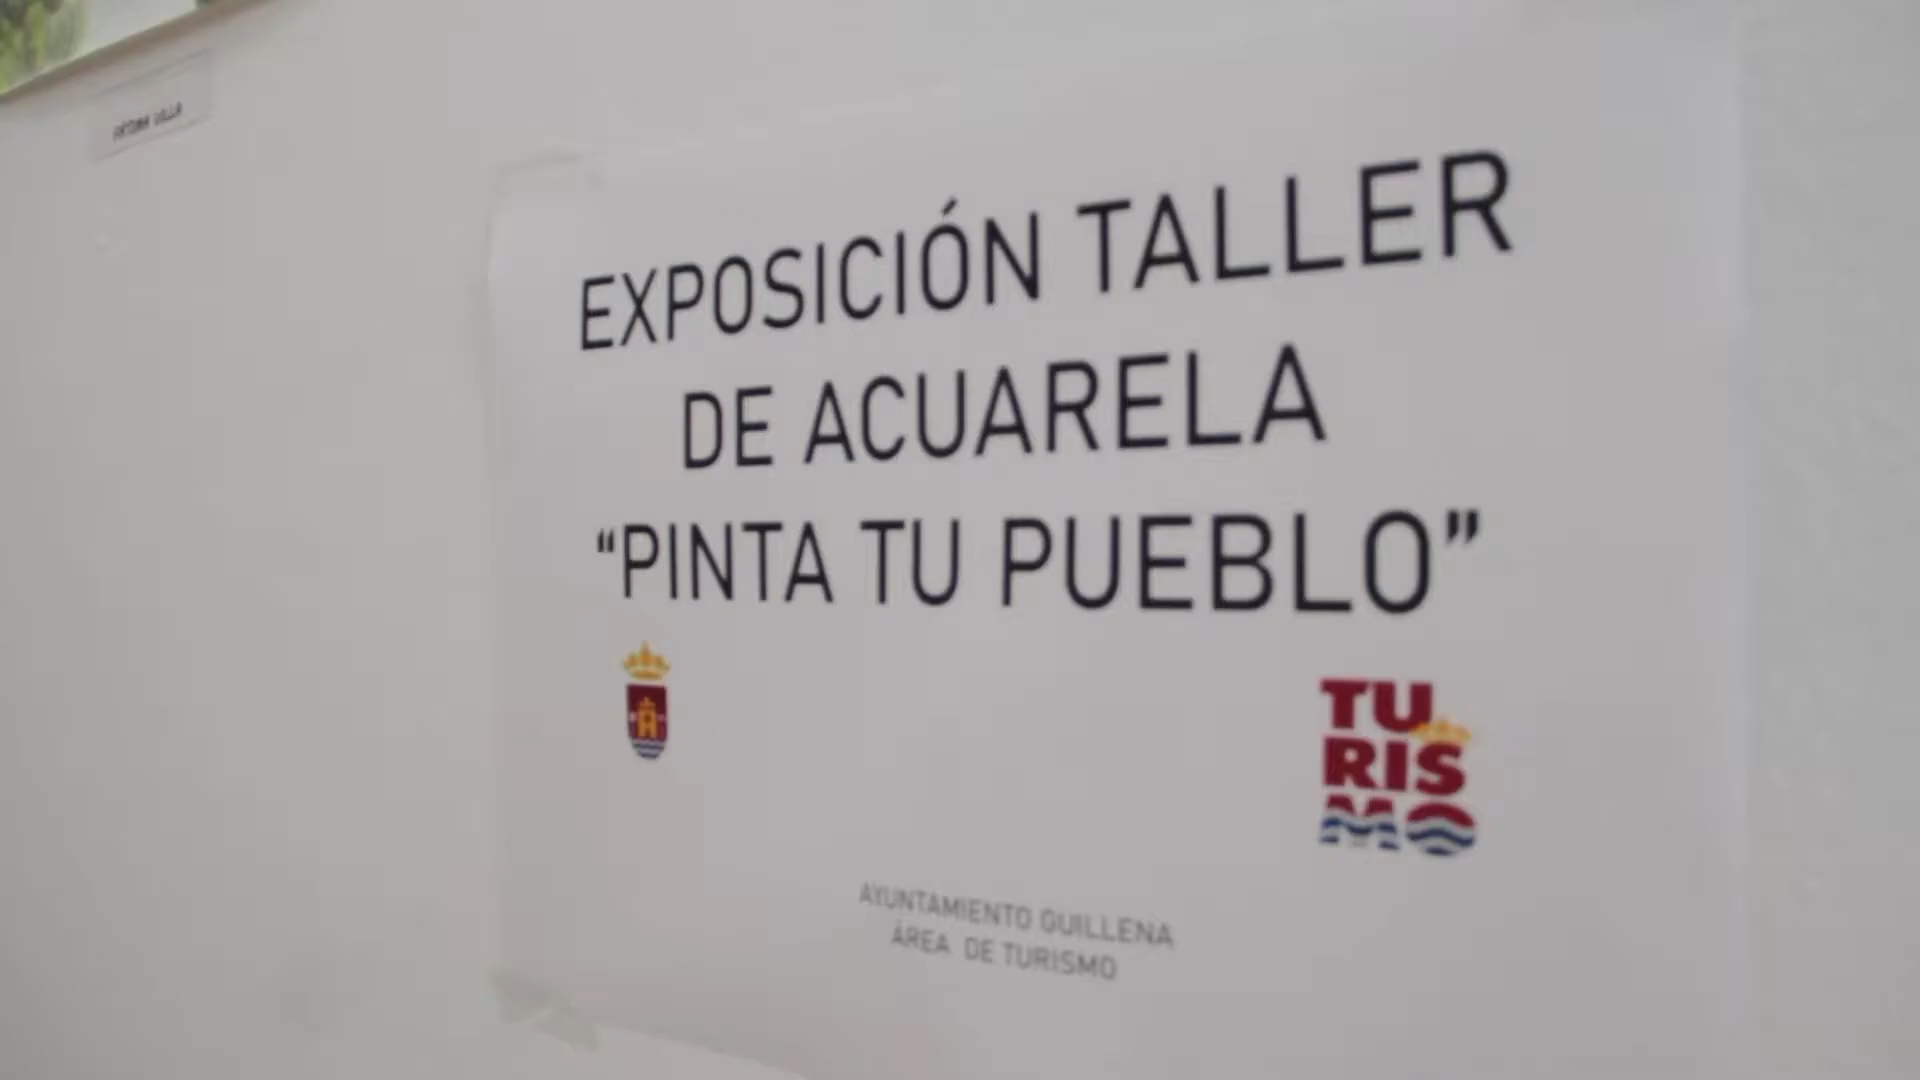 EXPOSICIÓN TALLER
DE ACUARELA
“PINTA TU PUEBLO”
TU
RIS
MO
AYUNTAMIENTO GUILLENA
ÁREA DE TURISMO